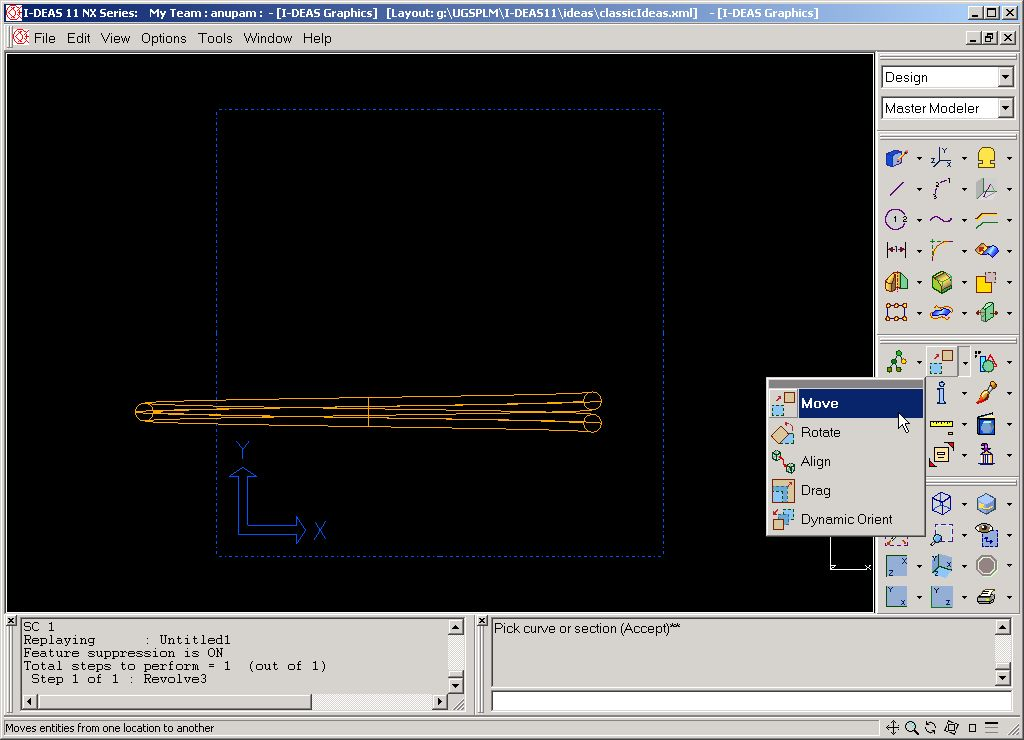 I-DEAS 11 NX Series:   My Team : anupam :  - [I-DEAS Graphics]  [Layout: g:\UGSPLM\I-DEAS11\ideas\classicIdeas.xml]   - [I-DEAS Graphics]
File Edit View Options Tools Window Help
Design
Master Modeler
Move
Rotate
Align
Drag
Dynamic Orient
Y
X
SC 1
Replaying      : Untitled1
Feature suppression is ON
Total steps to perform = 1  (out of 1)
Step 1 of 1 : Revolve3
Pick curve or section (Accept)**
Moves entities from one location to another